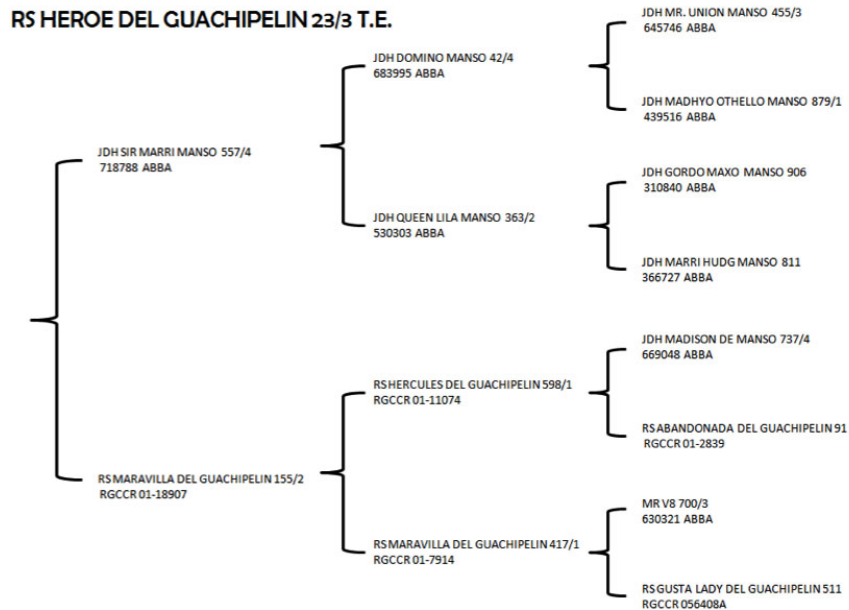 RS HEROE DEL GUACHIPELIN 23/3 T.E.
JDH MR. UNION MANSO 455/3
645746 ABBA
JDH DOMINO MANSO 42/4
683995 ABBA
JDH MADHYO OTHELLO MANSO 879/1
439516 ABBA
JDH SIR MARRI MANSO 557/4
718788 ABBA
JDH GORDO MAXO MANSO 906
310840 ABBA
JDH QUEEN LILA MANSO 363/2
530303 ABBA
JDH MARRI HUDG MANSO 811
366727 ABBA
JDH MADISON DE MANSO 737/4
669048 ABBA
RS HERCULES DEL GUACHIPELIN 598/1
RGCCR 01-11074
RS ABANDONADA DEL GUACHIPELIN 91
RGCCR 01-2839
RS MARAVILLA DEL GUACHIPELIN 155/2
RGCCR 01-18907
MR V8 700/3
630321 ABBA
RS MARAVILLA DEL GUACHIPELIN 417/1
RGCCR 01-7914
RS GUSTA LADY DEL GUACHIPELIN 511
RGCCR 056408A